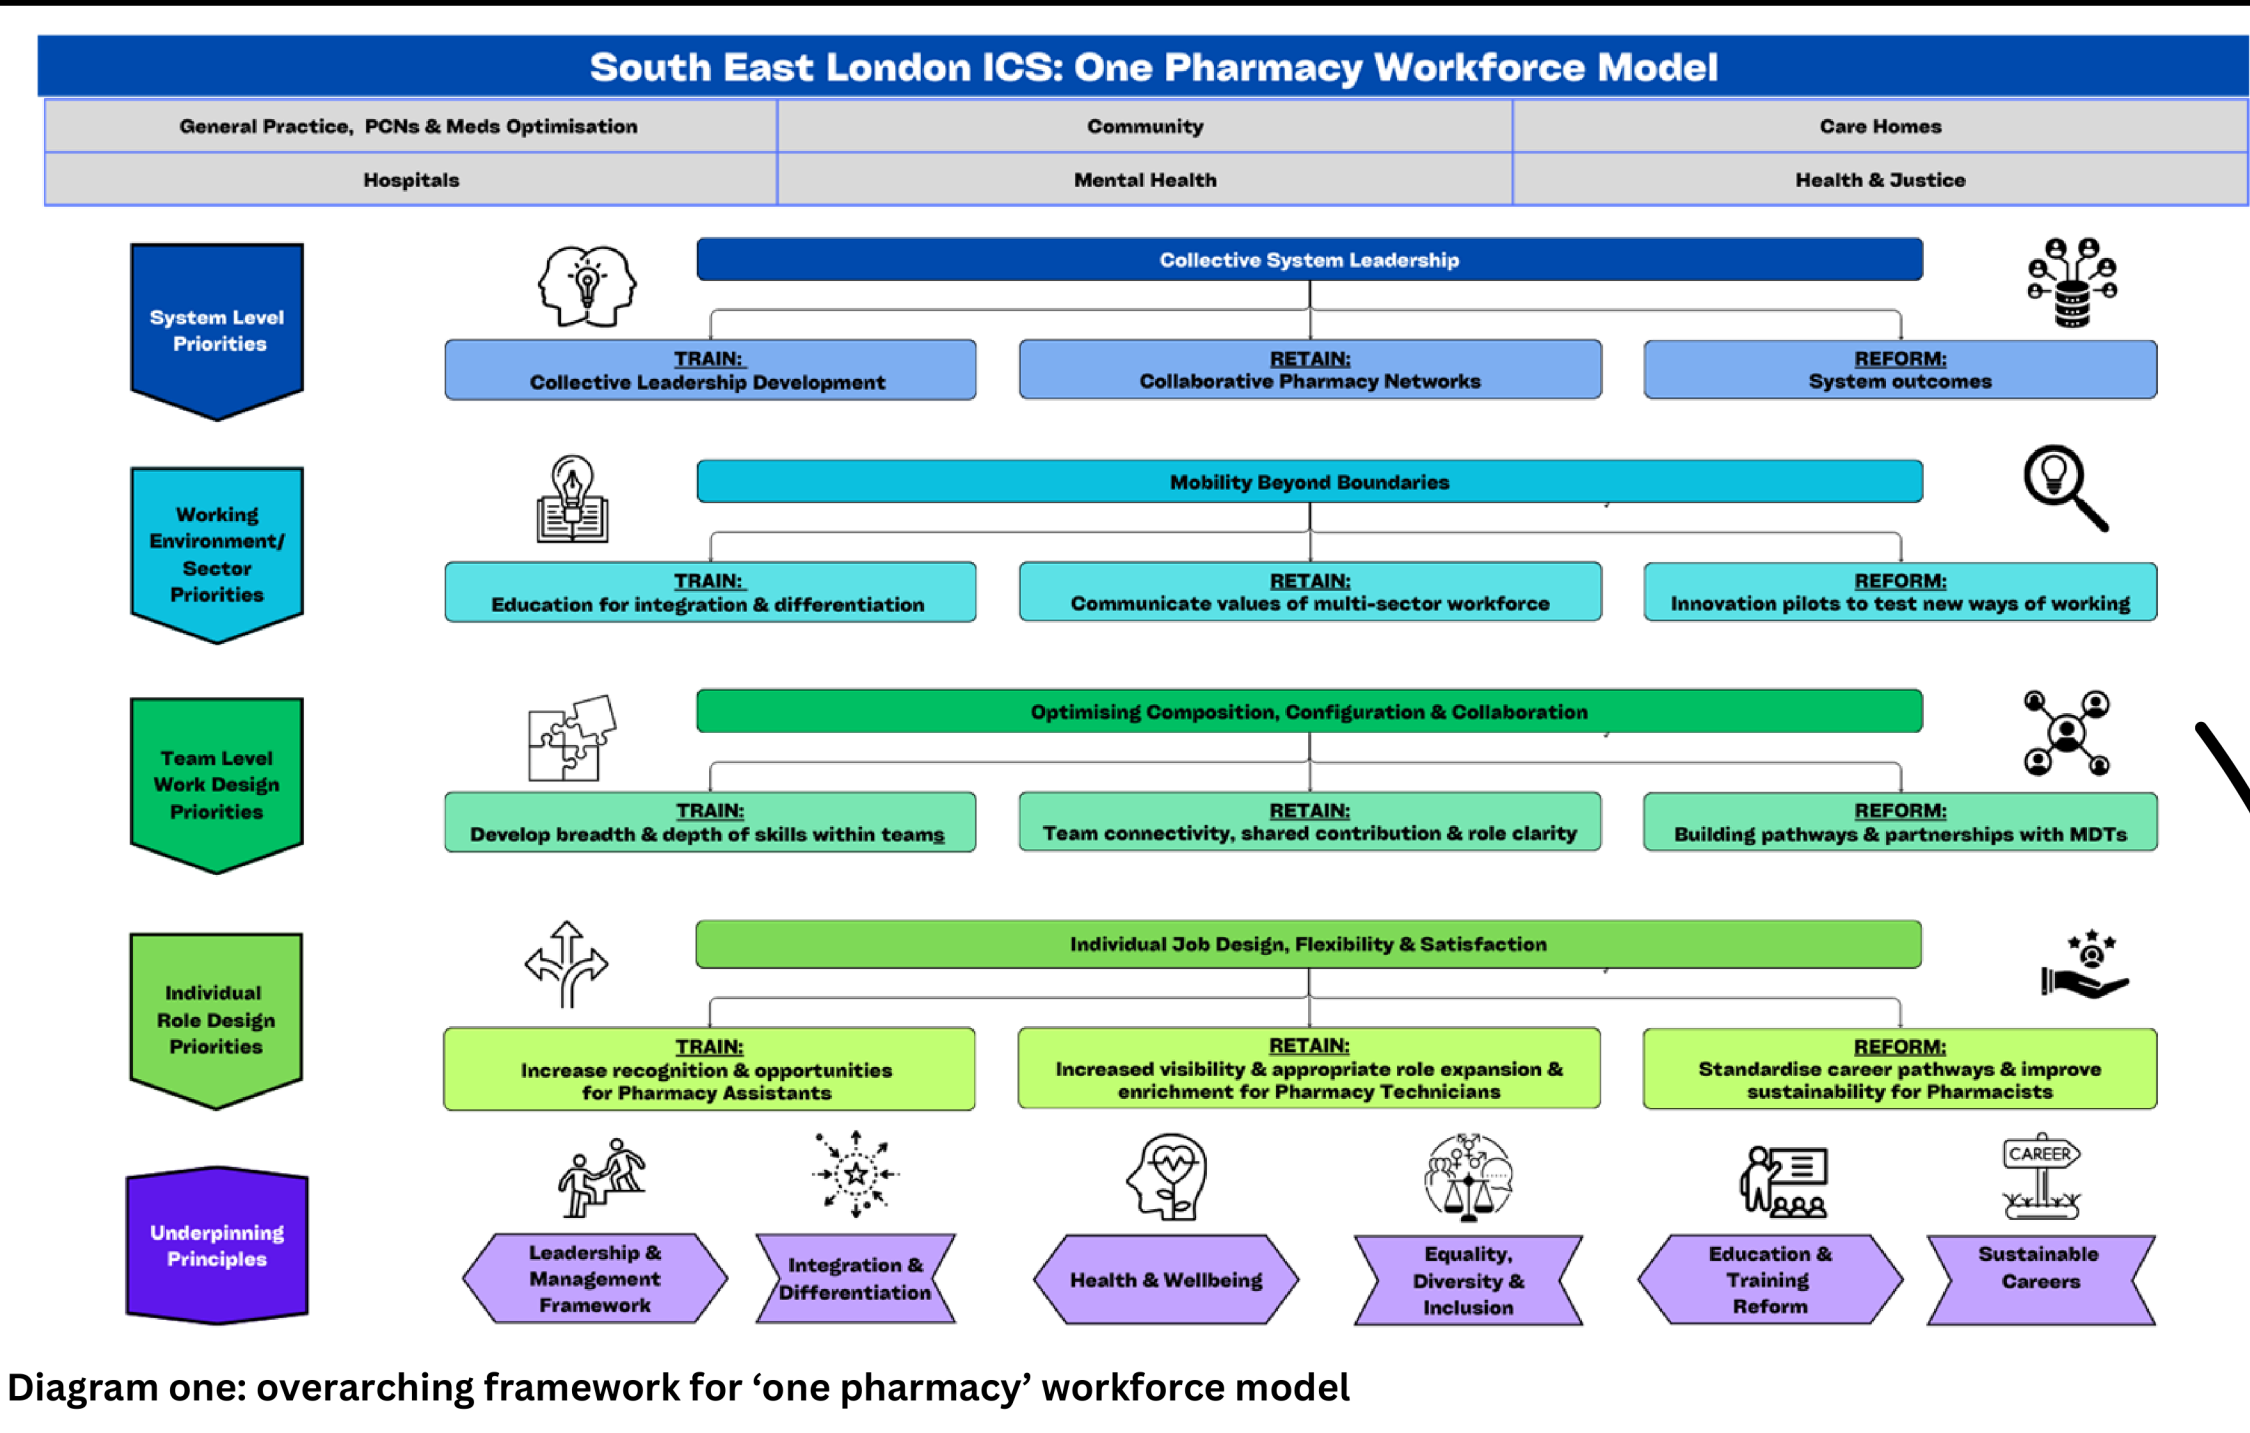 South East London ICS: One Pharmacy Workforce Model
General Practice, PCNs & Meds Optimisation
Community
Care Homes
Hospitals
Mental Health
Health & Justice
System Level
Priorities
Collective System Leadership
TRAIN:
Collective Leadership Development
RETAIN:
Collaborative Pharmacy Networks
REFORM:
System outcomes
Working
Environment/
Sector
Priorities
Mobility Beyond Boundaries
TRAIN:
Education for integration & differentiation
RETAIN:
Communicate values of multi-sector workforce
REFORM:
Innovation pilots to test new ways of working
Team Level
Work Design
Priorities
Optimising Composition, Configuration & Collaboration
TRAIN:
Develop breadth & depth of skills within teams
RETAIN:
Team connectivity, shared contribution & role clarity
REFORM:
Building pathways & partnerships with MDTs
Individual
Role Design
Priorities
Individual Job Design, Flexibility & Satisfaction
TRAIN:
Increase recognition & opportunities
for Pharmacy Assistants
RETAIN:
Increased visibility & appropriate role expansion &
enrichment for Pharmacy Technicians
REFORM:
Standardise career pathways & improve
sustainability for Pharmacists
Underpinning
Principles
Leadership &
Management
Framework
Integration &
Differentiation
Health & Wellbeing
Equality,
Diversity &
Inclusion
Education &
Training
Reform
CAREER
Sustainable
Careers
Diagram one: overarching framework for ‘one pharmacy’ workforce model